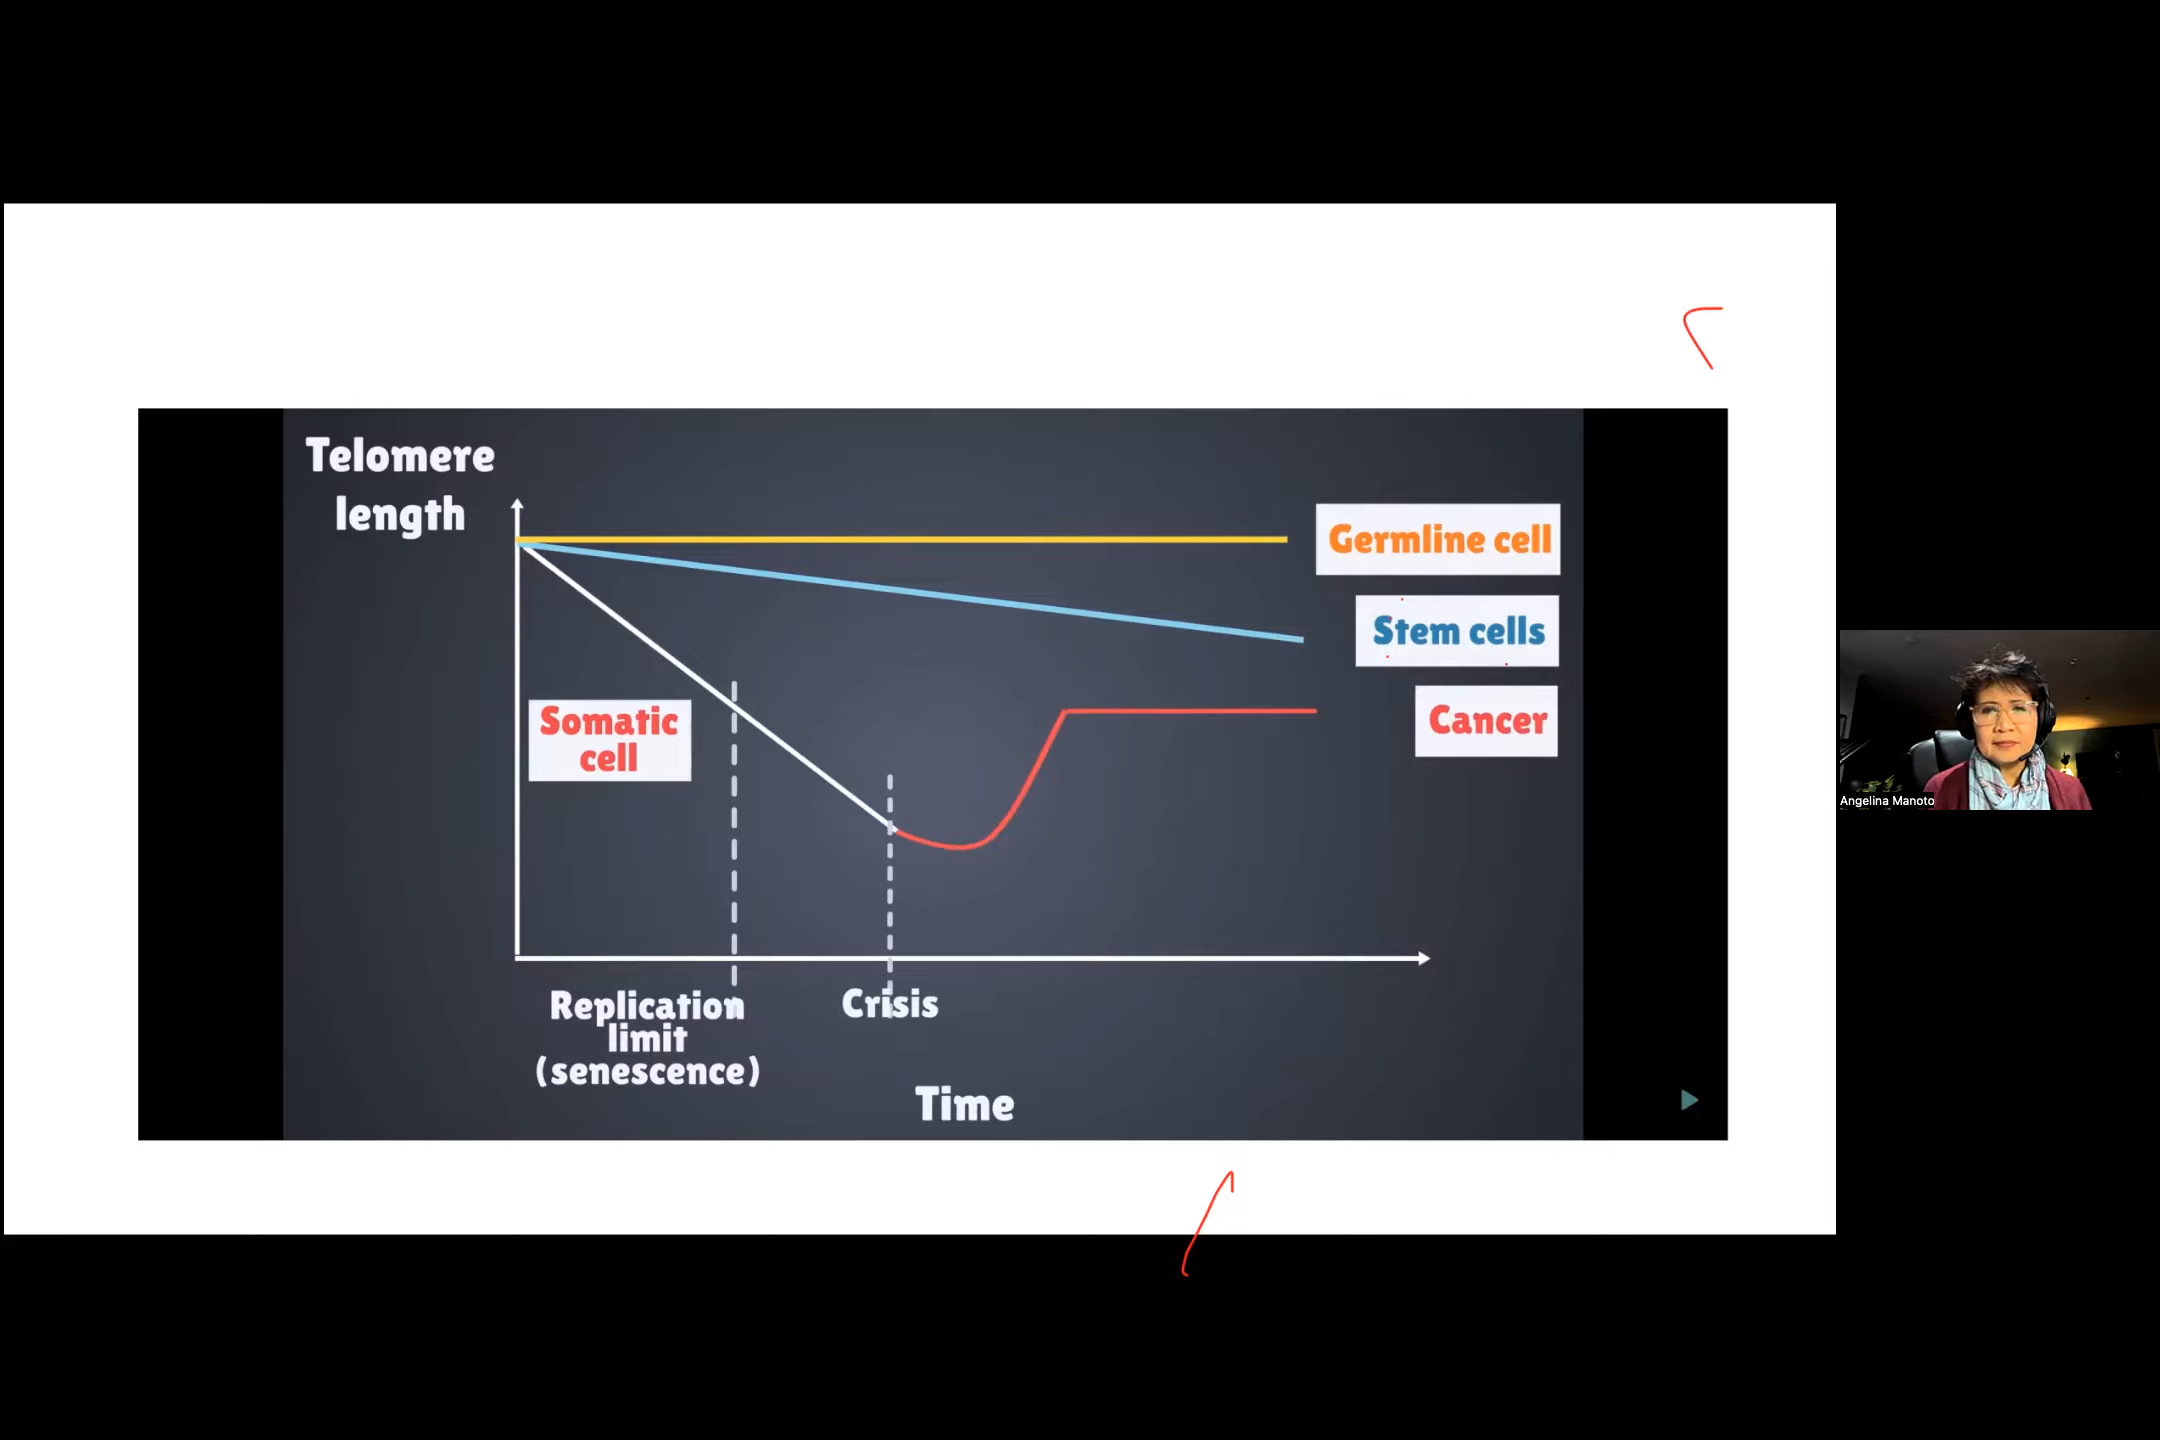 Telomere
length
Germline cell
Stem cells
Somatic
cell
Cancer
Replication
limit
(senescence)
Crisis
Time
Angelina Manoto